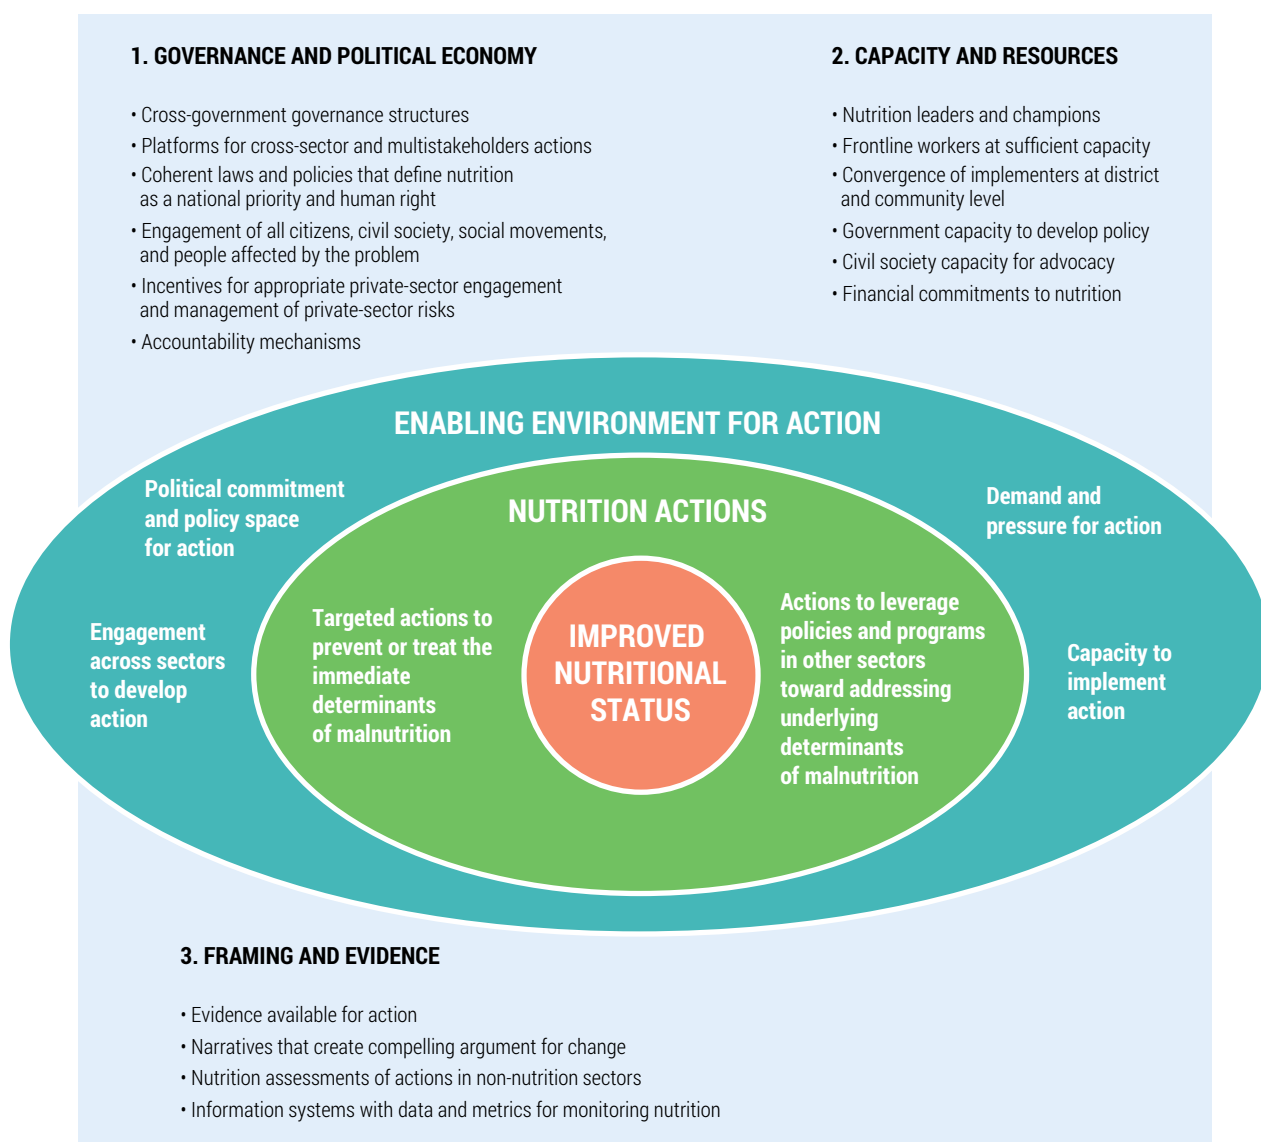 1. GOVERNANCE AND POLITICAL ECONOMY
• Cross-government governance structures
• Platforms for cross-sector and multistakeholders actions
• Coherent laws and policies that define nutrition
as a national priority and human right
• Engagement of all citizens, civil society, social movements,
and people affected by the problem
• Incentives for appropriate private-sector engagement
and management of private-sector risks
• Accountability mechanisms
2. CAPACITY AND RESOURCES
• Nutrition leaders and champions
• Frontline workers at sufficient capacity
• Convergence of implementers at district
and community level
• Government capacity to develop policy
• Civil society capacity for advocacy
• Financial commitments to nutrition
ENABLING ENVIRONMENT FOR ACTION
Political commitment
and policy space
for action
Engagement
across sectors
to develop
action
NUTRITION ACTIONS
Targeted actions to
prevent or treat the
immediate
determinants
of malnutrition
IMPROVED
NUTRITIONAL
STATUS
Actions to leverage
policies and programs
in other sectors
toward addressing
underlying
determinants
of malnutrition
Demand and
pressure for action
Capacity to
implement
action
3. FRAMING AND EVIDENCE
• Evidence available for action
• Narratives that create compelling argument for change
• Nutrition assessments of actions in non-nutrition sectors
• Information systems with data and metrics for monitoring nutrition